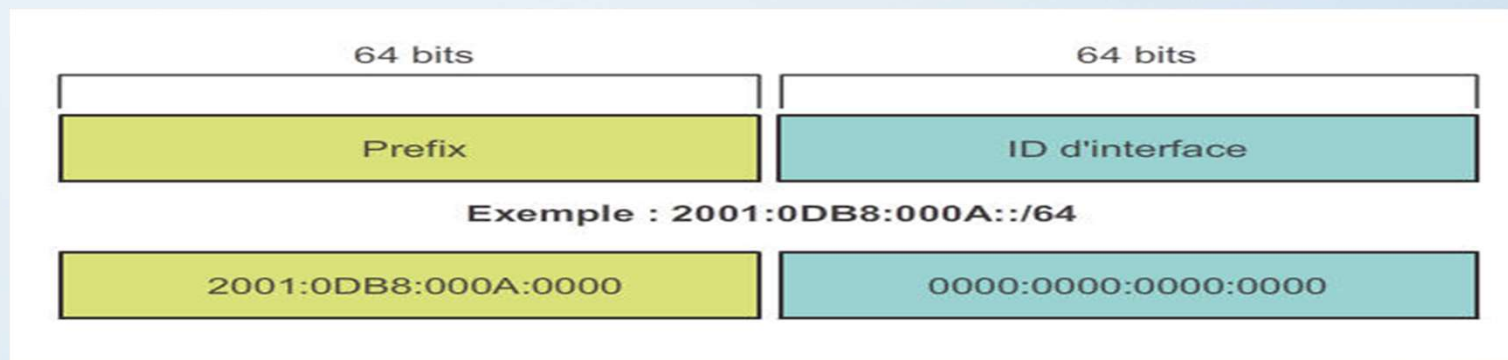 64 bits 64 bits
Prefix ID d'interface
Exemple : 2001:0DB8:000A::/64
2001:0DB8:000A:0000 0000:0000:0000:0000